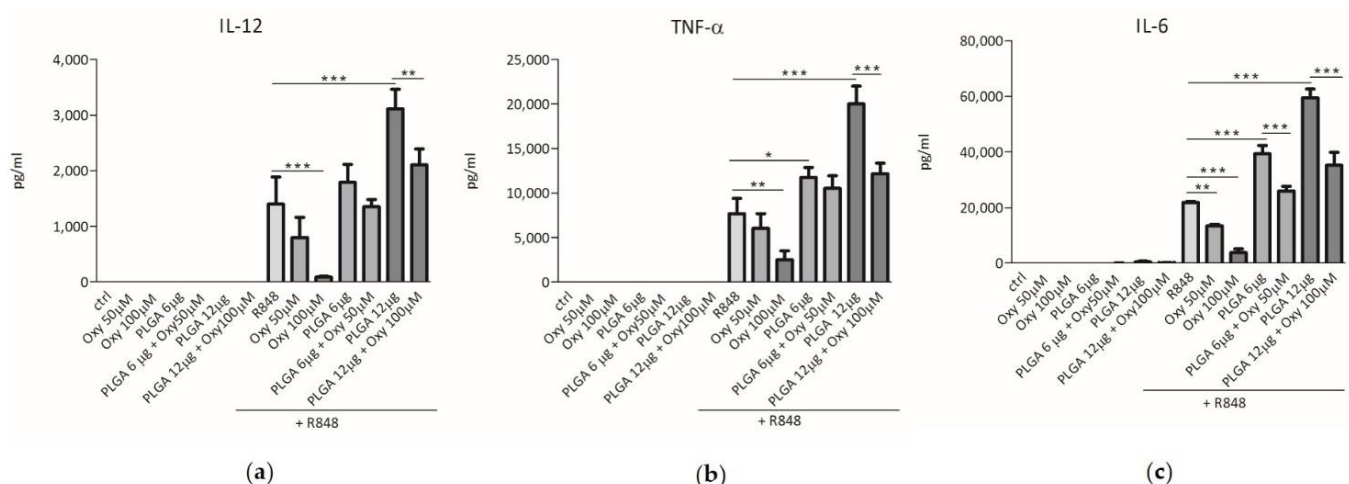 IL-12
4,000
3,000
2,000
1,000
0
pg/ml
***
**
***
ctrl
Oxy 50µM
Oxy 100µM
PLGA 6µg
PLGA 6 µg + Oxy50µM
PLGA 12µg
PLGA 12µg + Oxy100µM
R848
Oxy 50µM
Oxy 100µM
PLGA 6µg
PLGA 6µg + Oxy 50µM
PLGA 12µg
PLGA 12µg + Oxy 100µM
+ R848
(a)
TNF-α
25,000
20,000
15,000
10,000
5,000
0
pg/ml
***
***
*
**
ctrl
Oxy 50µM
Oxy 100µM
PLGA 6µg
PLGA 6 µg + Oxy50µM
PLGA 12µg
PLGA 12µg + Oxy100µM
R848
Oxy 50µM
Oxy 100µM
PLGA 6µg
PLGA 6µg + Oxy 50µM
PLGA 12µg
PLGA 12µg + Oxy 100µM
+ R848
(b)
IL-6
80,000
60,000
40,000
20,000
0
pg/ml
***
***
***
***
***
**
ctrl
Oxy 50µM
Oxy 100µM
PLGA 6µg
PLGA 6 µg + Oxy50µM
PLGA 12µg
PLGA 12µg + Oxy100µM
R848
Oxy 50µM
Oxy 100µM
PLGA 6µg
PLGA 6µg + Oxy 50µM
PLGA 12µg
PLGA 12µg + Oxy 100µM
+ R848
(c)